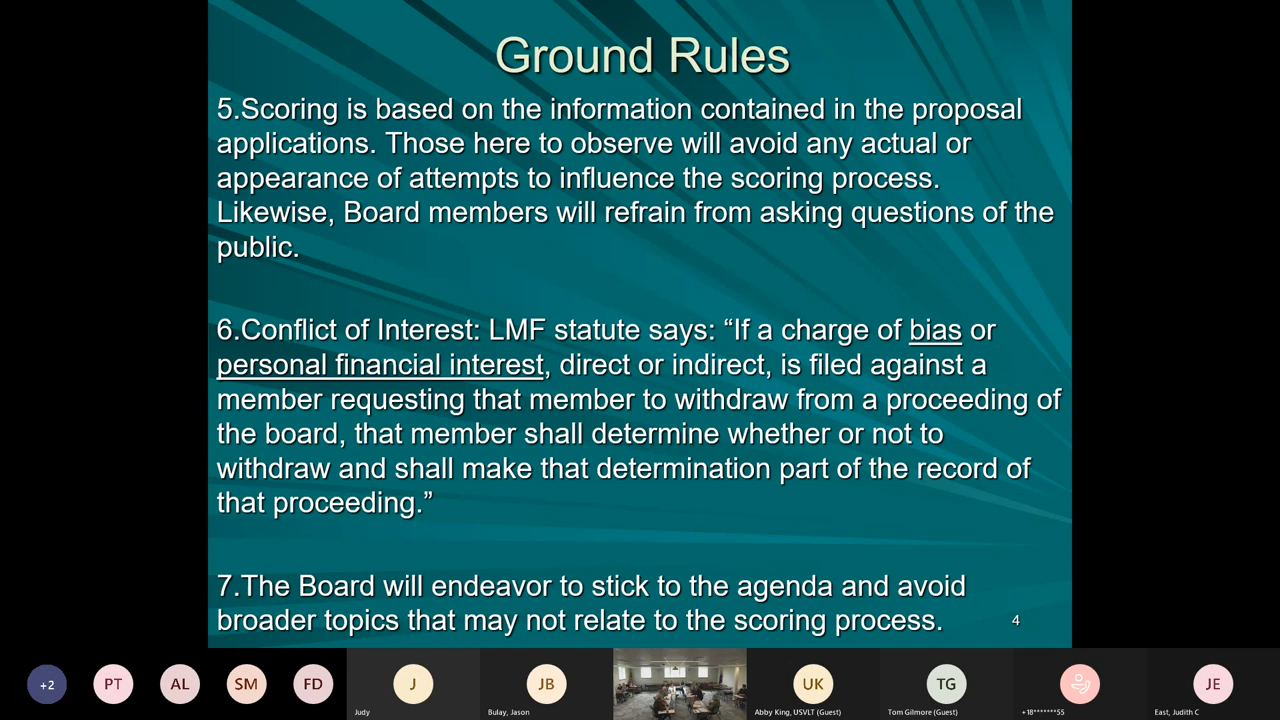 Ground Rules
5.Scoring is based on the information contained in the proposal
applications. Those here to observe will avoid any actual or
appearance of attempts to influence the scoring process.
Likewise, Board members will refrain from asking questions of the
public.
6.Conflict of Interest: LMF statute says: “If a charge of bias or
personal financial interest, direct or indirect, is filed against a
member requesting that member to withdraw from a proceeding of
the board, that member shall determine whether or not to
withdraw and shall make that determination part of the record of
that proceeding.”
7.The Board will endeavor to stick to the agenda and avoid
broader topics that may not relate to the scoring process.
4
+2 PT AL SM FD J JB UK TG JE
Judy Bulay, Jason Abby King, USVLT (Guest) Tom Gilmore (Guest) +18*******55 East, Judith C